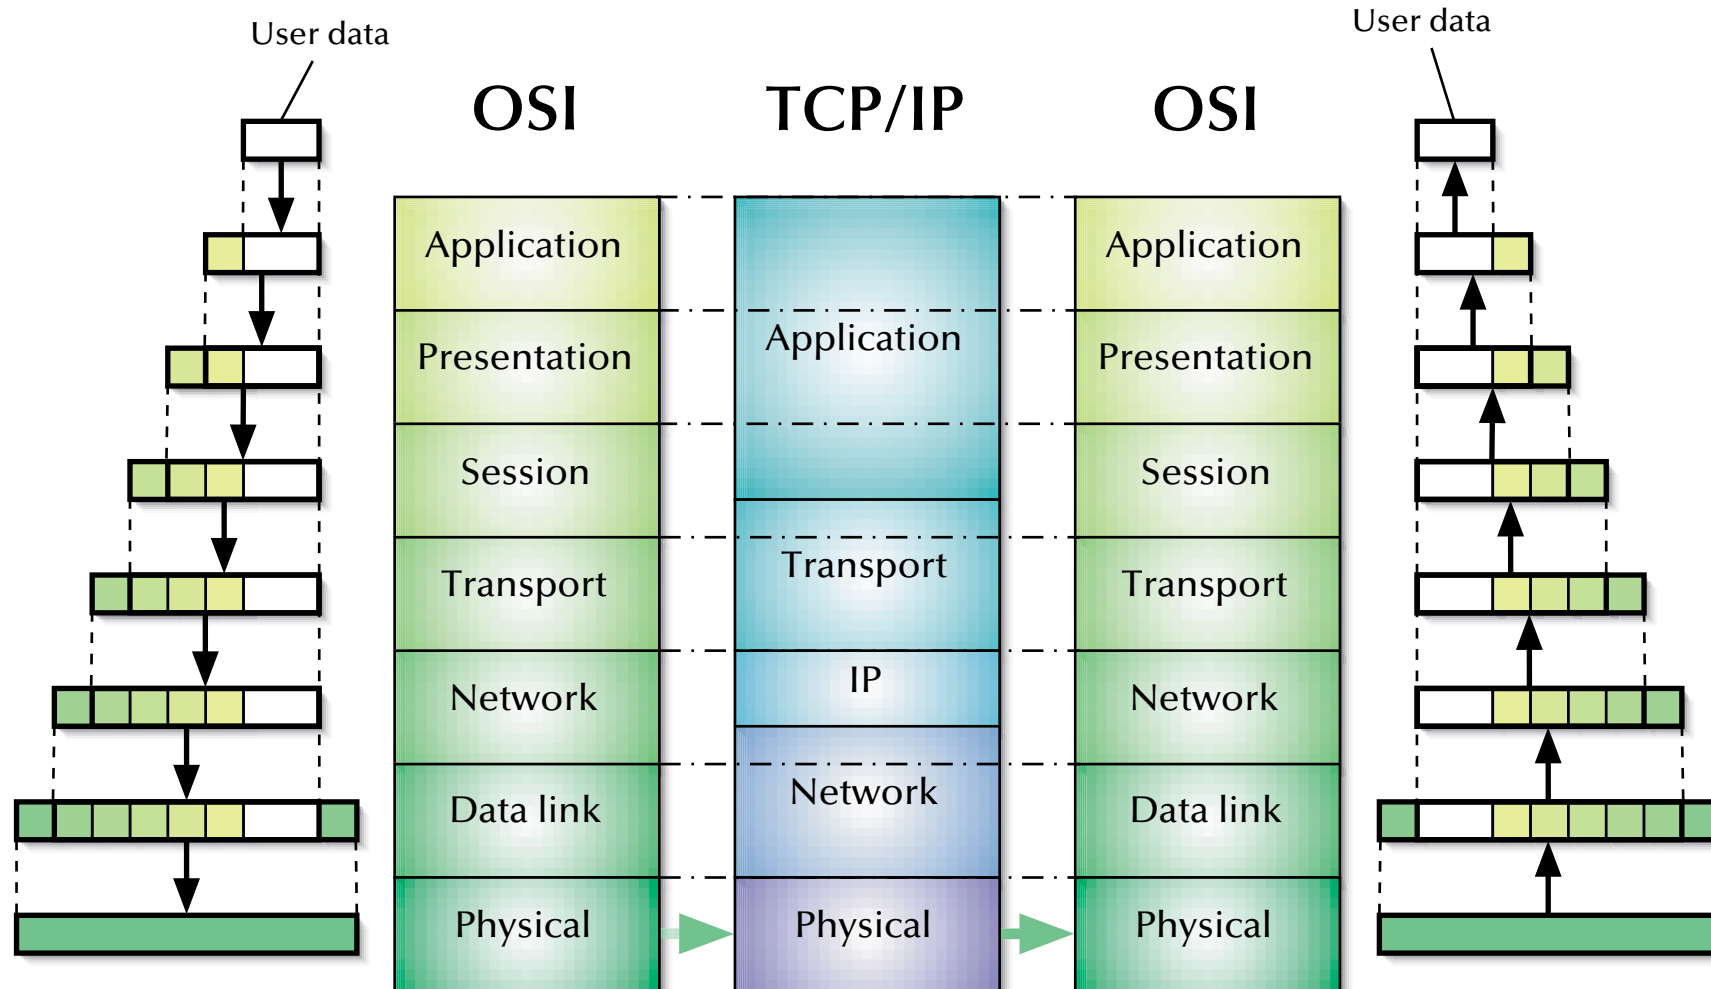 User data
User data
OSI
TCP/IP
OSI
Application
Application
Application
Presentation
Presentation
Session
Session
Transport
Transport
Transport
Network
IP
Network
Data link
Network
Data link
Physical
Physical
Physical